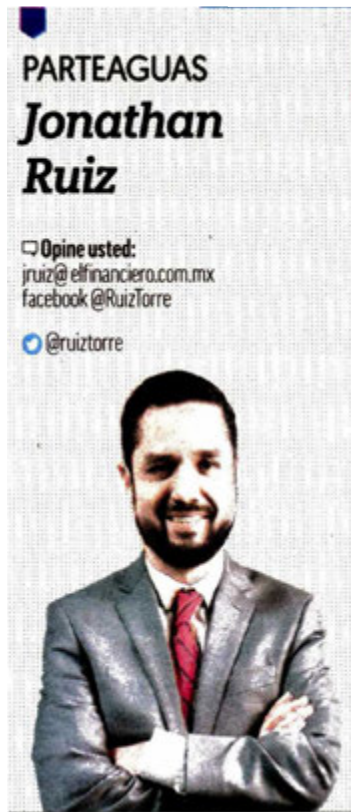 PARTEAGUAS
Jonathan
Ruiz
Opine usted:
jruiz@elfinanciero.com.mx
facebook @RuizTorre
@ruiztorre